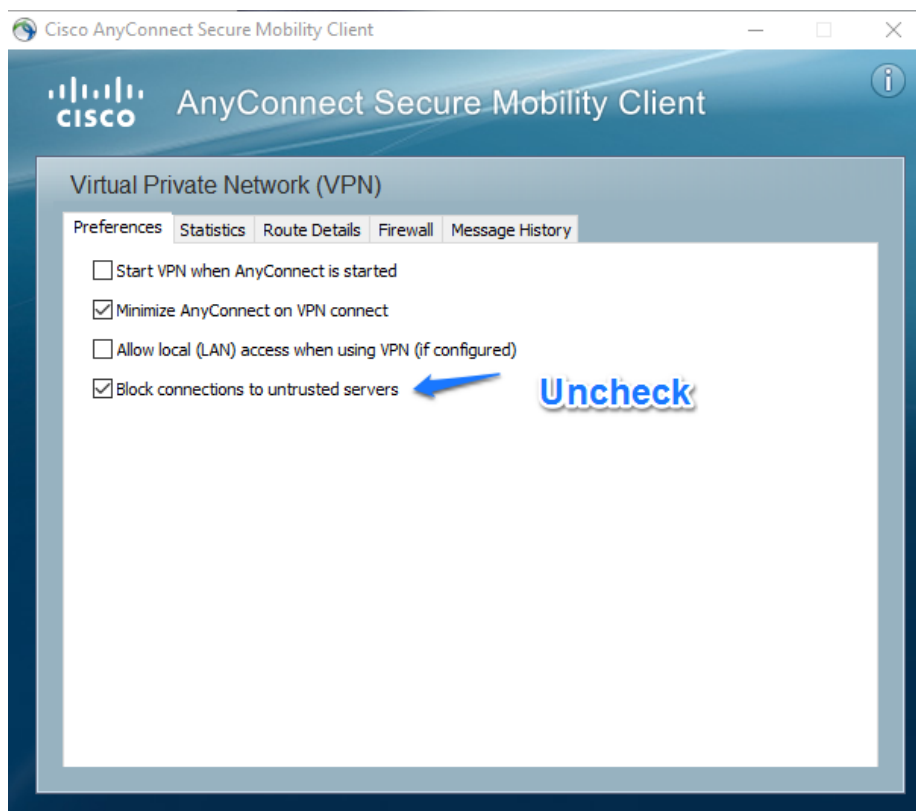 Cisco AnyConnect Secure Mobility Client
CISCO
AnyConnect Secure Mobility Client
i
Virtual Private Network (VPN)
Preferences Statistics Route Details Firewall Message History
Start VPN when AnyConnect is started
Minimize AnyConnect on VPN connect
Allow local (LAN) access when using VPN (if configured)
Block connections to untrusted servers
Uncheck